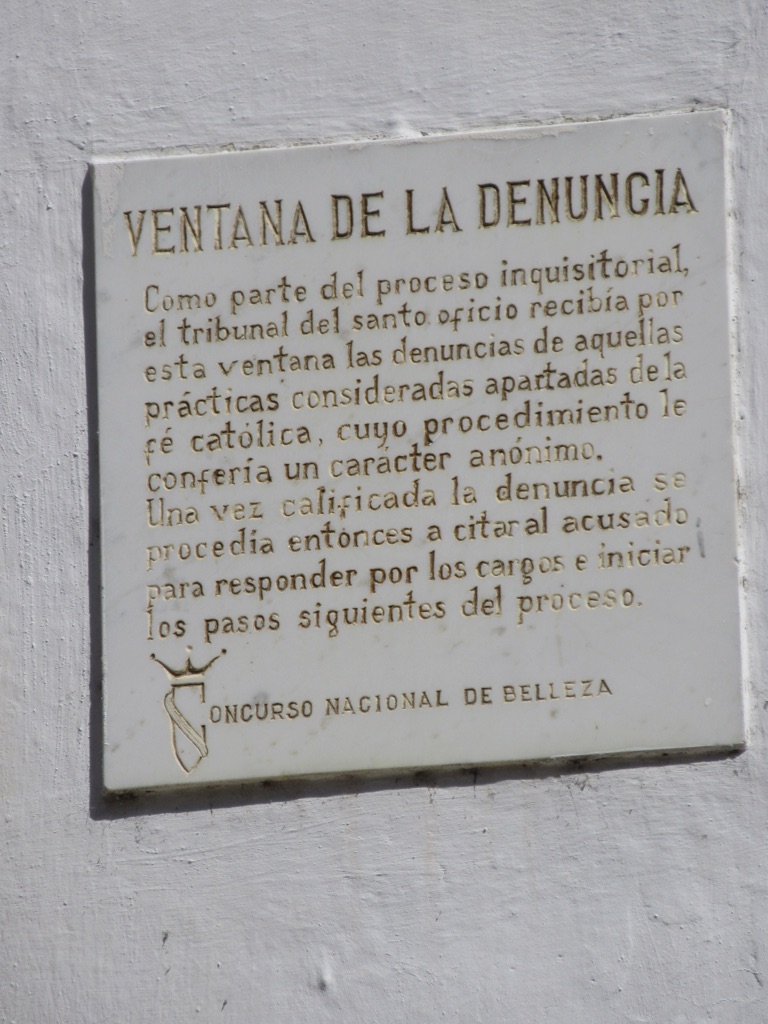 VENTANA DE LA DENUNCIA
Como parte del proceso inquisitorial,
el tribunal del santo oficio recibía por
esta ventana las denuncias de aquellas
prácticas consideradas apartadas de la
fé católica, cuyo procedimiento le
confería un carácter anónimo.
Una vez calificada la denuncia se
procedía entonces a citar al acusado
para responder por los cargos e iniciar
los pasos siguientes del proceso.
CONCURSO NACIONAL DE BELLEZA